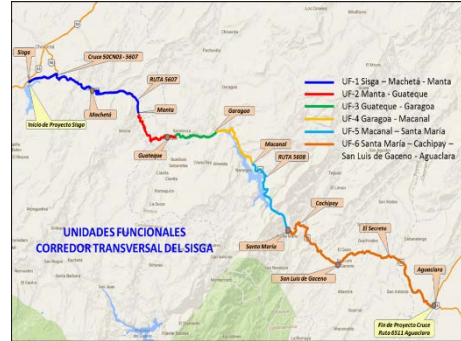 Sisga
Cruce 50CN03 - 5607
RUTA 5607
Inicio de Proyecto Sisga
Machetá
Manta
Garagoa
Guateque
Macanal
RUTA 5608
Cachipay
Santa María
El Secreto
San Luis de Gaceno
Aguaclara
Fin de Proyecto Cruce
Ruta 6511 Aguaclara
UF-1 Sisga – Machetá - Manta
UF-2 Manta - Guateque
UF-3 Guateque - Garagoa
UF-4 Garagoa - Macanal
UF-5 Macanal – Santa María
UF-6 Santa María – Cachipay –
San Luis de Gaceno - Aguaclara
UNIDADES FUNCIONALES
CORREDOR TRANSVERSAL DEL SISGA